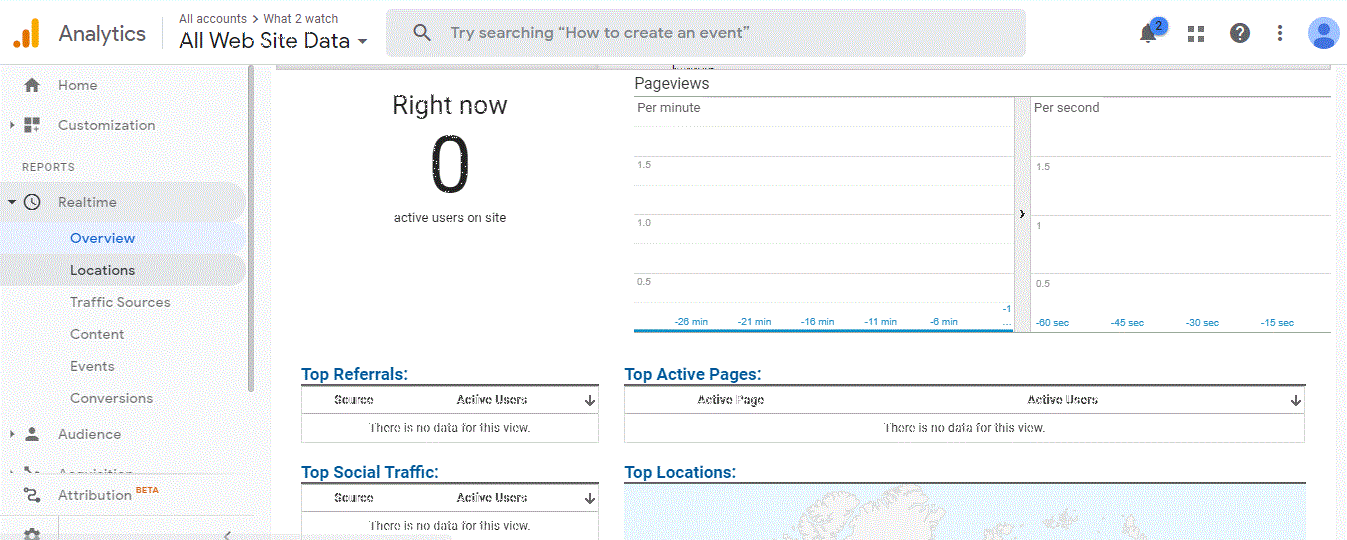 Analytics
All accounts > What 2 watch
All Web Site Data
Try searching “How to create an event”
2
Home
Customization
REPORTS
Realtime
Overview
Locations
Traffic Sources
Content
Events
Conversions
Audience
Acquisition
Attribution BETA
Right now
0
active users on site
Pageviews
Per minute
1.5
1.0
0.5
-26 min
-21 min
-16 min
-11 min
-6 min
-1
...
Per second
1.5
1
0.5
-60 sec
-45 sec
-30 sec
-15 sec
Top Referrals:
Source Active Users
There is no data for this view.
Top Active Pages:
Active Page Active Users
There is no data for this view.
Top Social Traffic:
Source Active Users
There is no data for this view.
Top Locations: